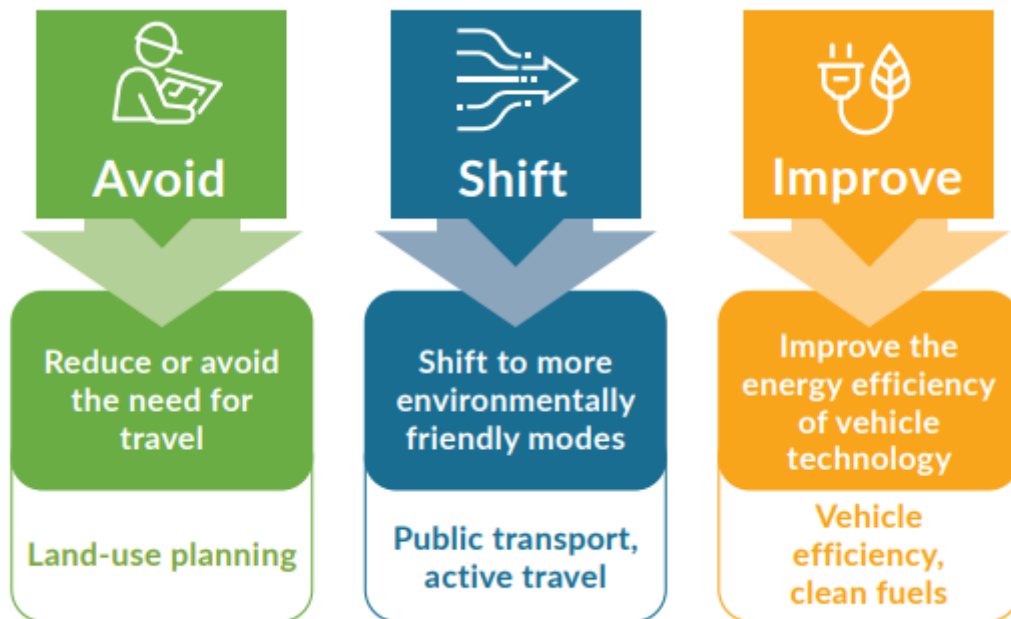 Avoid
Reduce or avoid
the need for
travel
Land-use planning
Shift
Shift to more
environmentally
friendly modes
Public transport,
active travel
Improve
Improve the
energy efficiency
of vehicle
technology
Vehicle
efficiency,
clean fuels